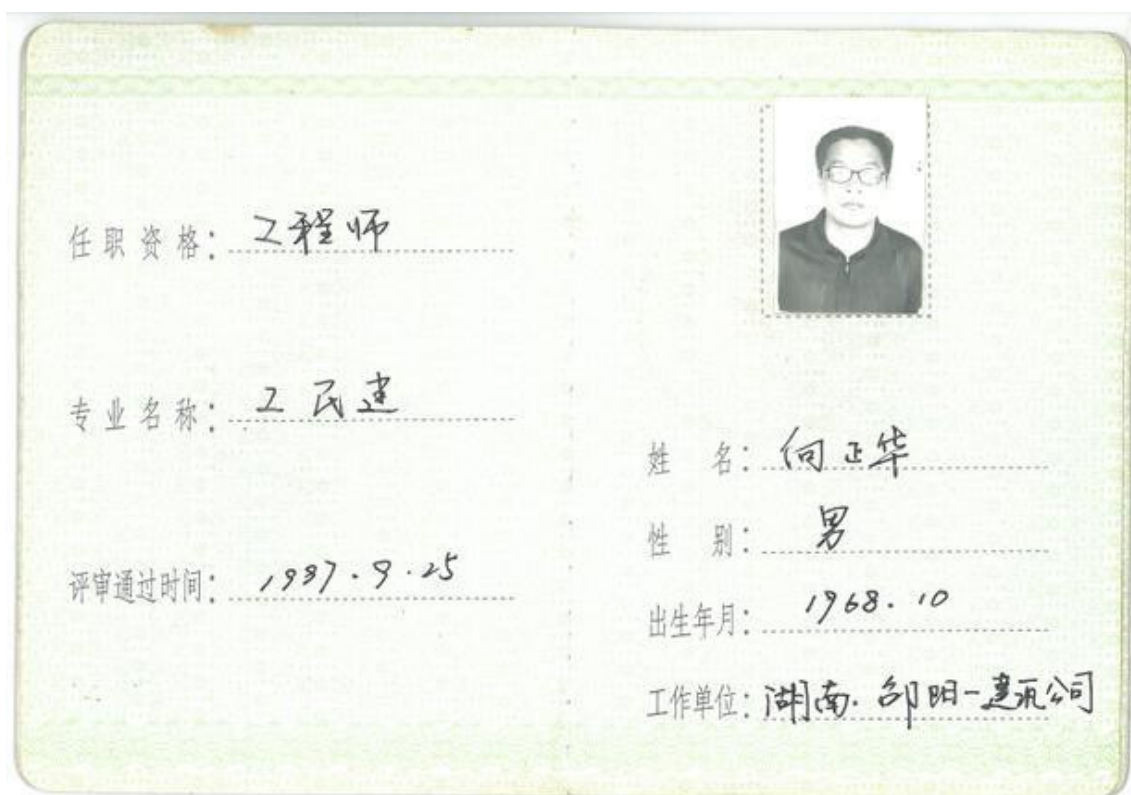 任职资格：工程师
专业名称：工民建
评审通过时间：1997.9.25
姓名：向正华
性别：男
出生年月：1968.10
工作单位：湖南.邵阳一建筑公司